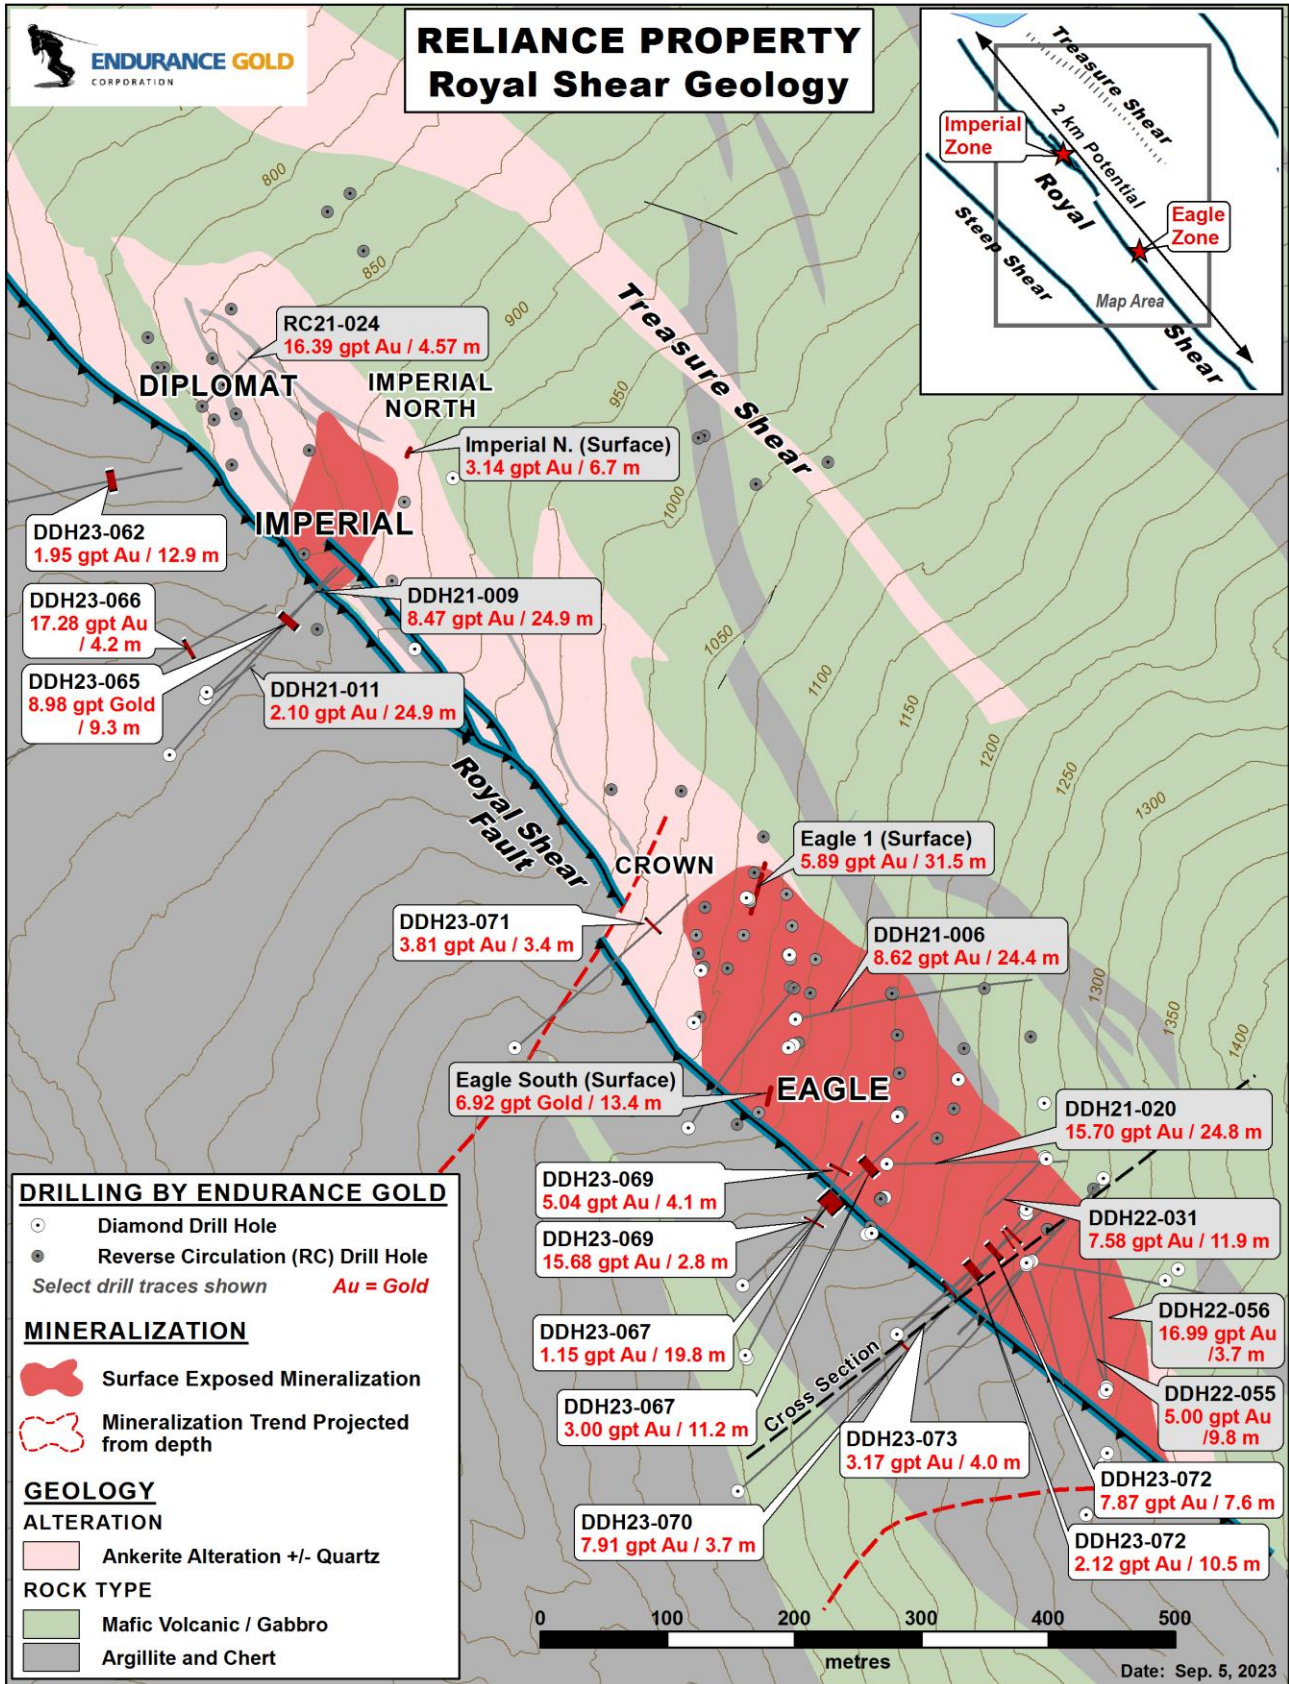 ENDURANCE GOLD
CORPORATION
RELIANCE PROPERTY
Royal Shear Geology
Treasure Shear
2 km Potential
Imperial
Zone
Royal
Steep Shear
Eagle
Zone
Map Area
Shear
800
850
900
950
1000
1050
1100
1150
1200
1250
1300
1300
1350
1400
Treasure Shear
RC21-024
16.39 gpt Au / 4.57 m
DIPLOMAT
IMPERIAL
NORTH
Imperial N. (Surface)
3.14 gpt Au / 6.7 m
IMPERIAL
DDH23-062
1.95 gpt Au / 12.9 m
DDH23-066
17.28 gpt Au
/ 4.2 m
DDH21-009
8.47 gpt Au / 24.9 m
DDH23-065
8.98 gpt Gold
/ 9.3 m
DDH21-011
2.10 gpt Au / 24.9 m
Royal Shear
Fault
CROWN
Eagle 1 (Surface)
5.89 gpt Au / 31.5 m
DDH23-071
3.81 gpt Au / 3.4 m
DDH21-006
8.62 gpt Au / 24.4 m
Eagle South (Surface)
6.92 gpt Gold / 13.4 m
EAGLE
DDH21-020
15.70 gpt Au / 24.8 m
DDH23-069
5.04 gpt Au / 4.1 m
DDH23-069
15.68 gpt Au / 2.8 m
DDH22-031
7.58 gpt Au / 11.9 m
DDH23-067
1.15 gpt Au / 19.8 m
DDH22-056
16.99 gpt Au
/3.7 m
DDH23-067
3.00 gpt Au / 11.2 m
Cross Section
DDH22-055
5.00 gpt Au
/9.8 m
DDH23-073
3.17 gpt Au / 4.0 m
DDH23-072
7.87 gpt Au / 7.6 m
DDH23-070
7.91 gpt Au / 3.7 m
DDH23-072
2.12 gpt Au / 10.5 m
DRILLING BY ENDURANCE GOLD
Diamond Drill Hole
Reverse Circulation (RC) Drill Hole
Select drill traces shown Au = Gold
MINERALIZATION
Surface Exposed Mineralization
Mineralization Trend Projected
from depth
GEOLOGY
ALTERATION
Ankerite Alteration +/- Quartz
ROCK TYPE
Mafic Volcanic / Gabbro
Argillite and Chert
0 100 200 300 400 500
metres
Date: Sep. 5, 2023